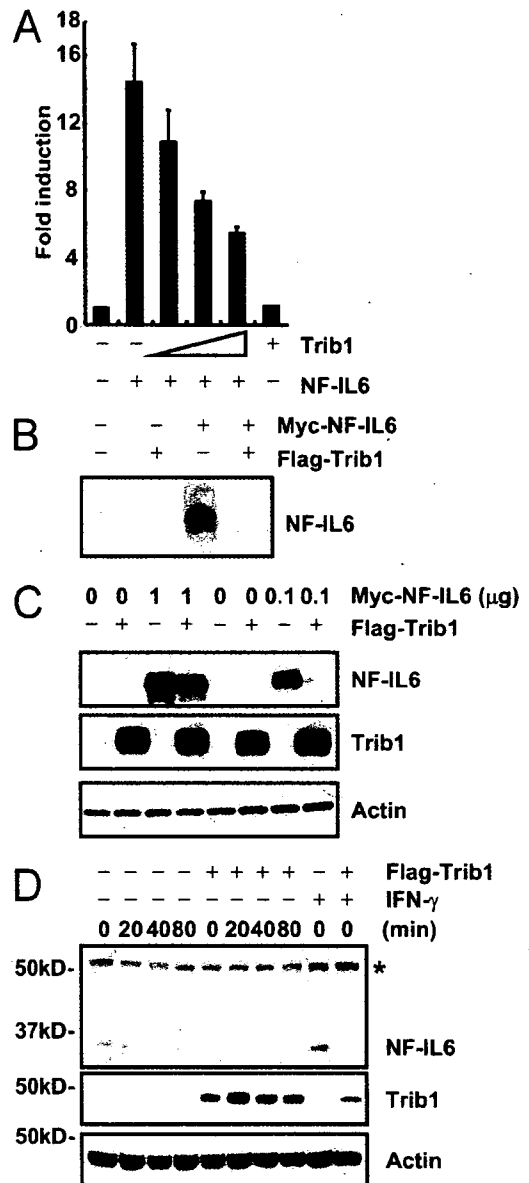 A
18
16
12
8
4
0
Fold induction
− − + Trib1
− + + + + − NF-IL6
B
− − + + Myc-NF-IL6
− + − + Flag-Trib1
NF-IL6
C
0 0 1 1 0 0 0.1 0.1 Myc-NF-IL6 (μg)
− + − + − + − + Flag-Trib1
NF-IL6
Trib1
Actin
D
− − − − + + + + − + Flag-Trib1
− − − − − − − − + + IFN-γ
0 20 40 80 0 20 40 80 0 0 (min)
50kD- *
37kD-
NF-IL6
50kD-
Trib1
50kD-
Actin